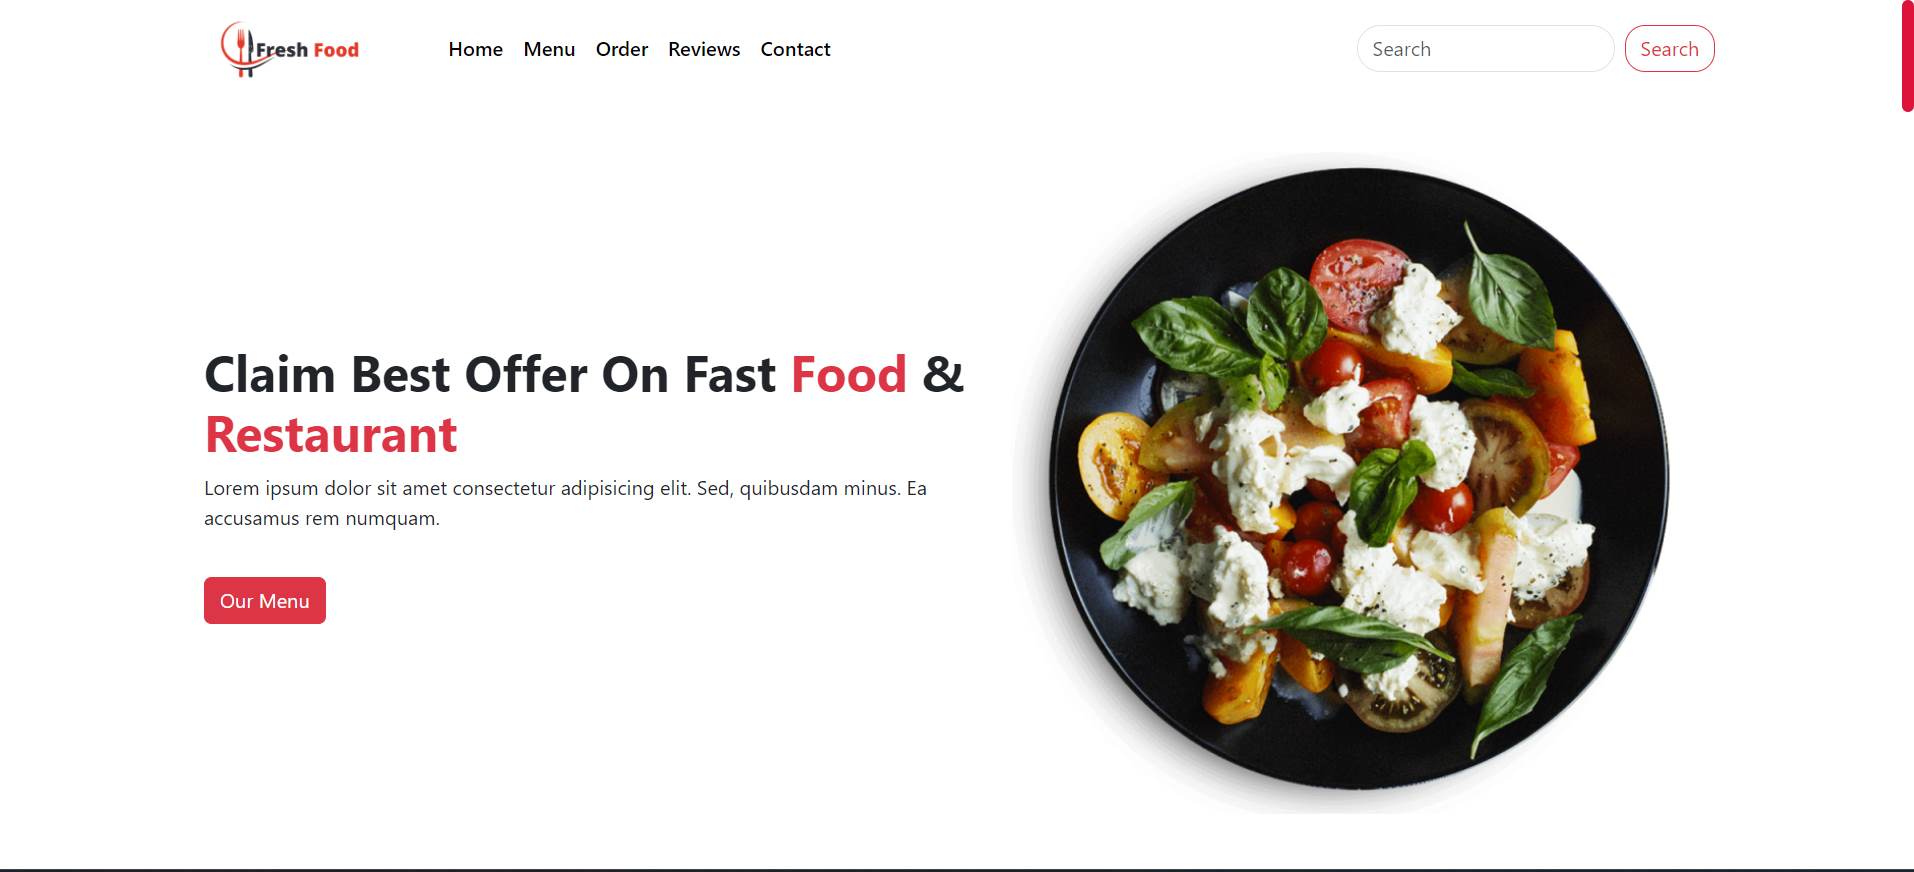 Fresh Food
Home Menu Order Reviews Contact
Search
Search
Claim Best Offer On Fast Food &
Restaurant
Lorem ipsum dolor sit amet consectetur adipisicing elit. Sed, quibusdam minus. Ea
accusamus rem numquam.
Our Menu